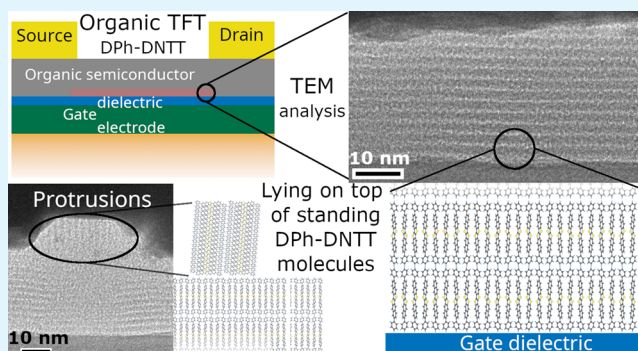 Organic TFT
Source
Drain
DPh-DNTT
Organic semiconductor
dielectric
Gate
electrode
TEM
analysis
10 nm
Protrusions
10 nm
Lying on top
of standing
DPh-DNTT
molecules
Gate dielectric